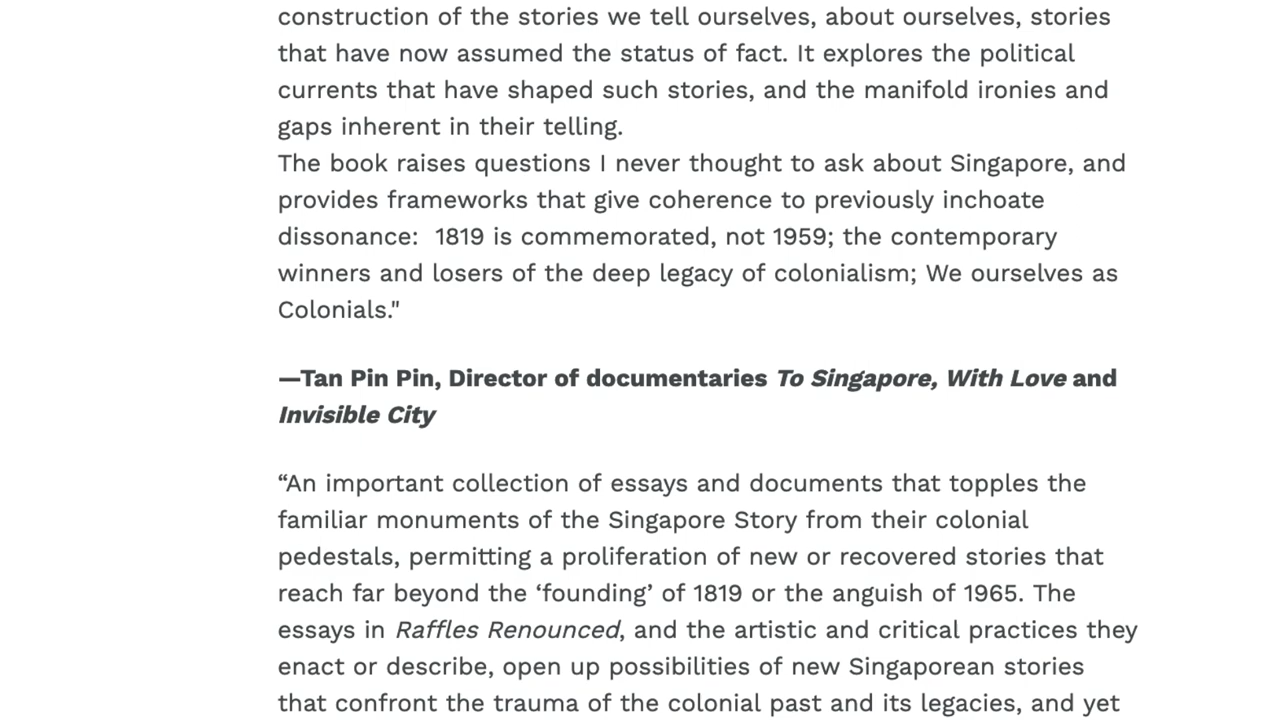 construction of the stories we tell ourselves, about ourselves, stories
that have now assumed the status of fact. It explores the political
currents that have shaped such stories, and the manifold ironies and
gaps inherent in their telling.
The book raises questions I never thought to ask about Singapore, and
provides frameworks that give coherence to previously inchoate
dissonance:  1819 is commemorated, not 1959; the contemporary
winners and losers of the deep legacy of colonialism; We ourselves as
Colonials."
—Tan Pin Pin, Director of documentaries To Singapore, With Love and
Invisible City
“An important collection of essays and documents that topples the
familiar monuments of the Singapore Story from their colonial
pedestals, permitting a proliferation of new or recovered stories that
reach far beyond the ‘founding’ of 1819 or the anguish of 1965. The
essays in Raffles Renounced, and the artistic and critical practices they
enact or describe, open up possibilities of new Singaporean stories
that confront the trauma of the colonial past and its legacies, and yet